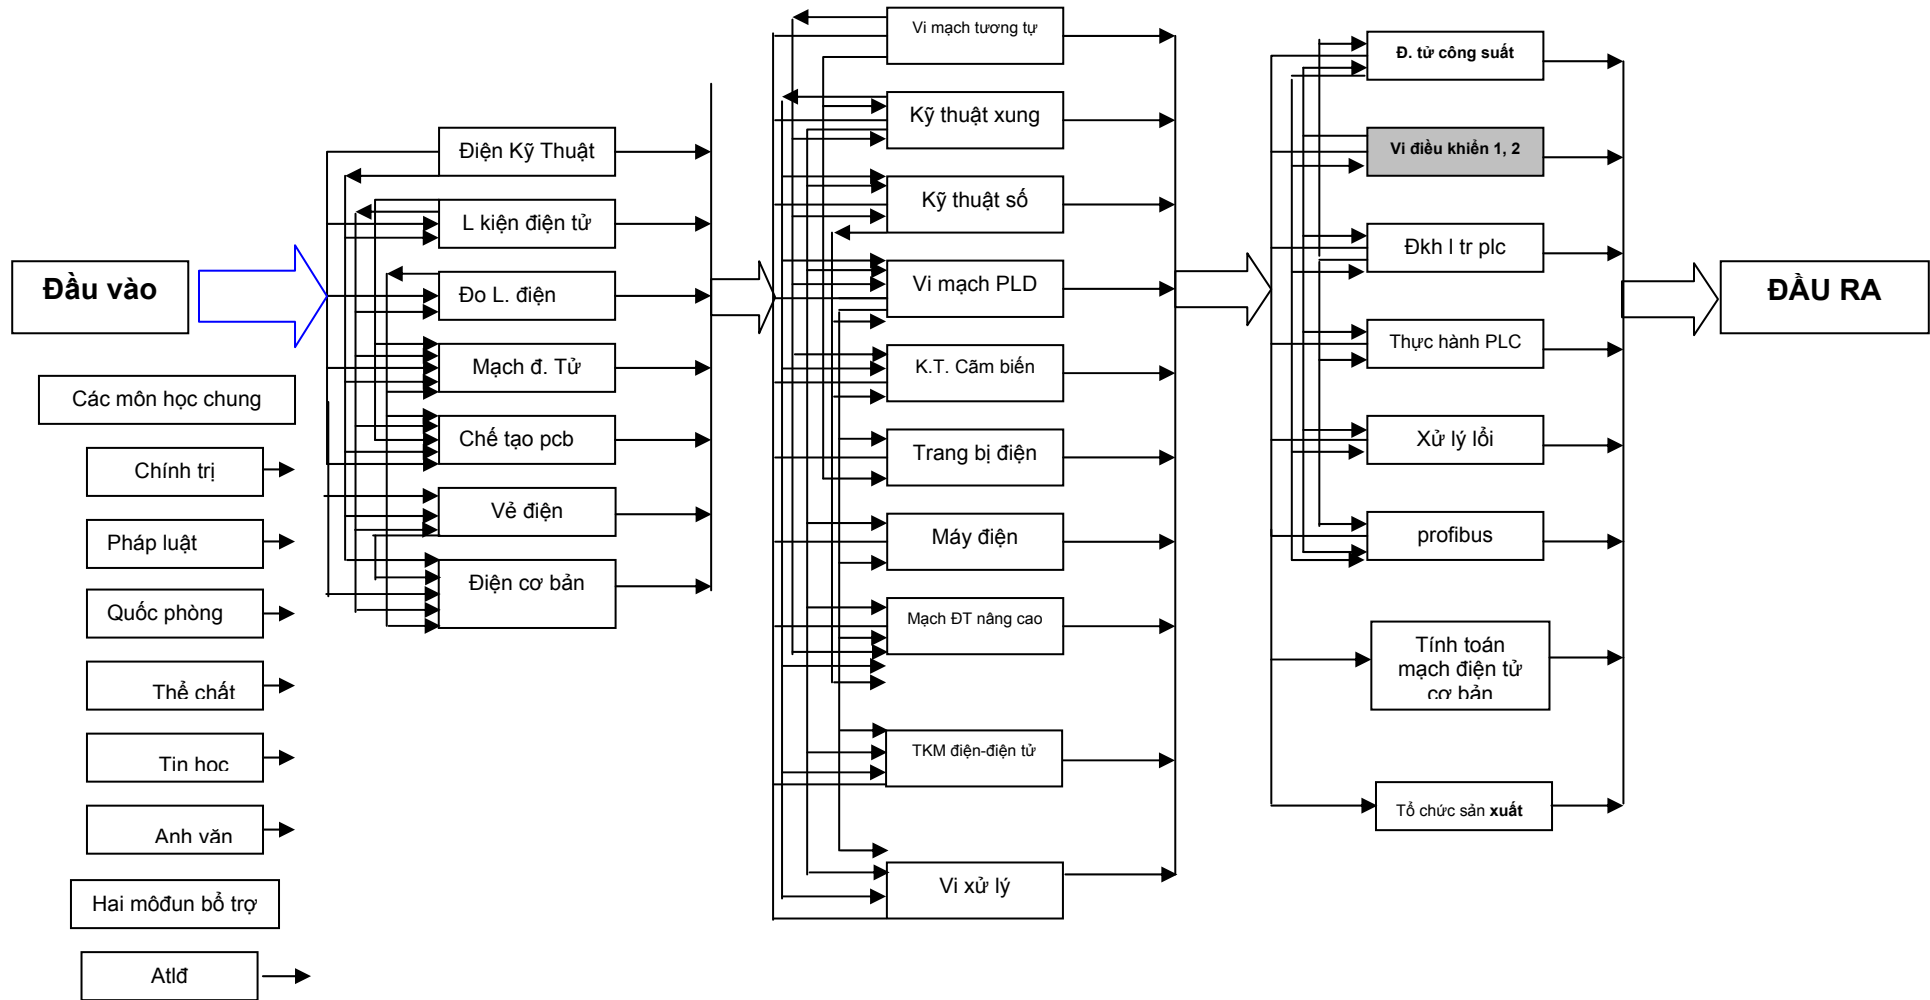 Đầu vào
Các môn học chung
Chính trị
Pháp luật
Quốc phòng
Thể chất
Tin học
Anh văn
Hai môđun bổ trợ
Atlđ
Điện Kỹ Thuật
L kiện điện tử
Đo L. điện
Mạch đ. Tử
Chế tạo pcb
Vẻ điện
Điện cơ bản
Vi mạch tương tự
Kỹ thuật xung
Kỹ thuật số
Vi mạch PLD
K.T. Cãm biến
Trang bị điện
Máy điện
Mạch ĐT nâng cao
TKM điện-điện tử
Vi xử lý
Đ. tử công suất
Vi điều khiển 1, 2
Đkh l tr plc
Thực hành PLC
Xử lý lổi
profibus
Tính toán
mạch điện tử
cơ bản
Tổ chức sản xuất
ĐẦU RA